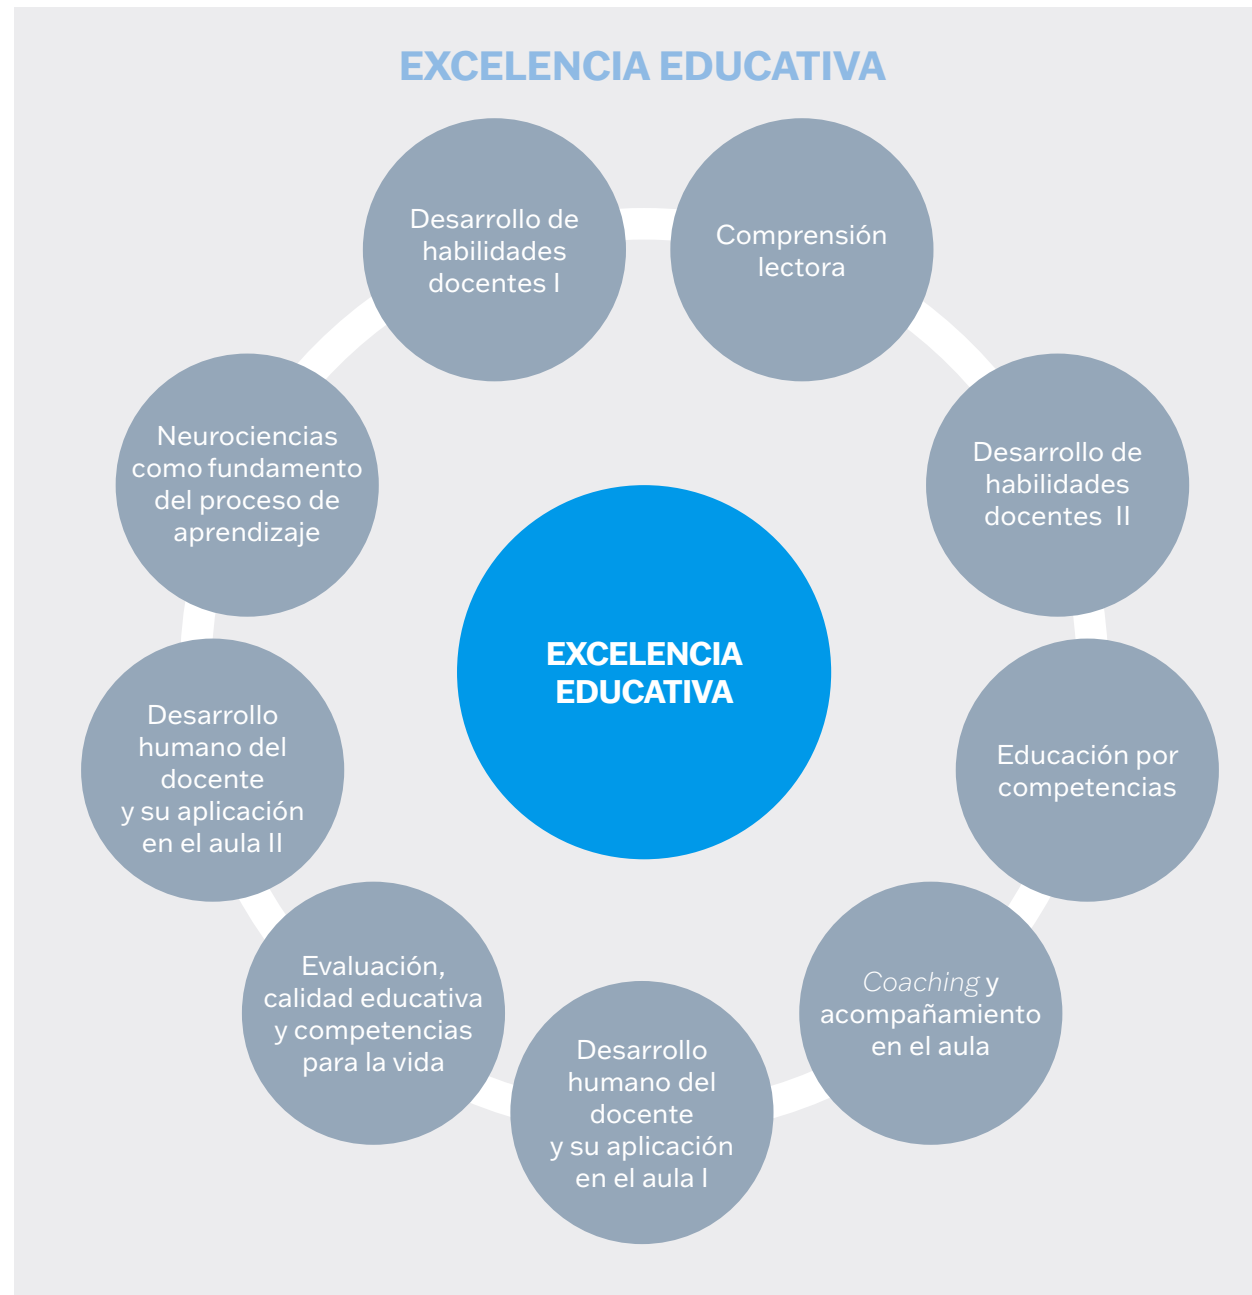 EXCELENCIA EDUCATIVA
Desarrollo de
habilidades
docentes I
Comprensión
lectora
Desarrollo de
habilidades
docentes II
Educación por
competencias
Coaching y
acompañamiento
en el aula
Desarrollo
humano del
docente
y su aplicación
en el aula I
Evaluación,
calidad educativa
y competencias
para la vida
Desarrollo
humano del
docente
y su aplicación
en el aula II
Neurociencias
como fundamento
del proceso de
aprendizaje
EXCELENCIA
EDUCATIVA